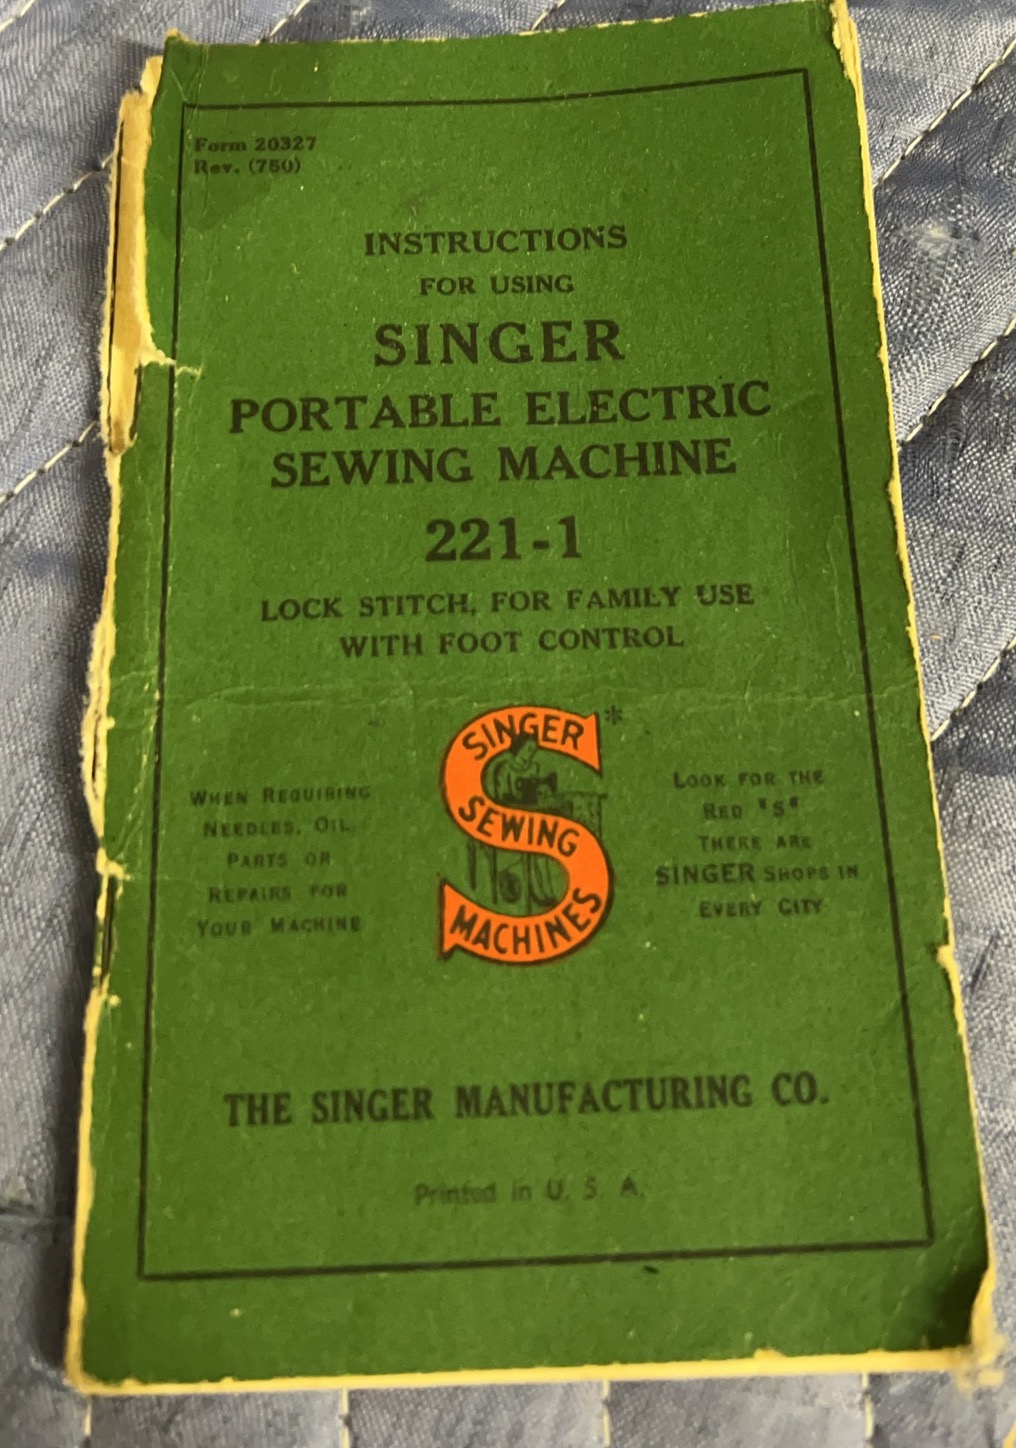 Form 20327
Rev. (750)
INSTRUCTIONS
FOR USING
SINGER
PORTABLE ELECTRIC
SEWING MACHINE
221-1
LOCK STITCH, FOR FAMILY USE
WITH FOOT CONTROL
WHEN REQUIRING
NEEDLES, OIL,
PARTS OR
REPAIRS FOR
YOUR MACHINE
SINGER
SEWING
MACHINES
*
LOOK FOR THE
RED "S"
THERE ARE
SINGER SHOPS IN
EVERY CITY
THE SINGER MANUFACTURING CO.
Printed in U. S. A.